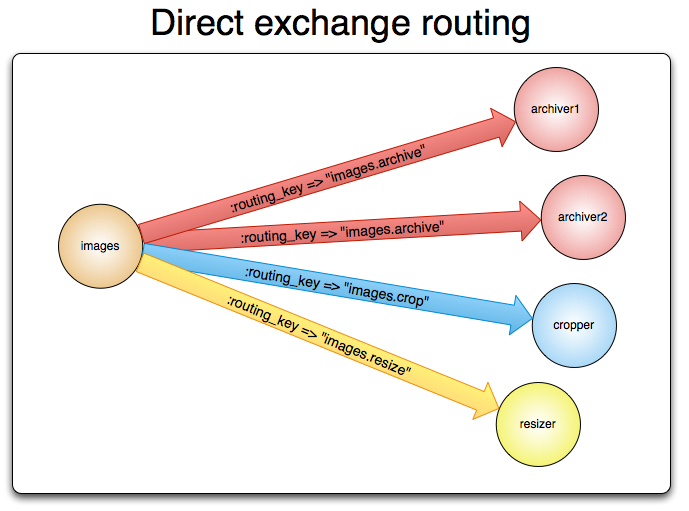 Direct exchange routing
archiver1
:routing_key => "images.archive"
archiver2
:routing_key => "images.archive"
images
:routing_key => "images.crop"
cropper
:routing_key => "images.resize"
resizer